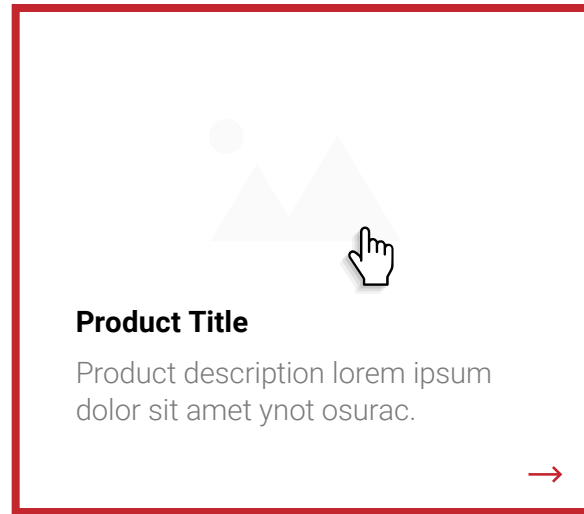 Product Title
Product description lorem ipsum
dolor sit amet ynot osurac.